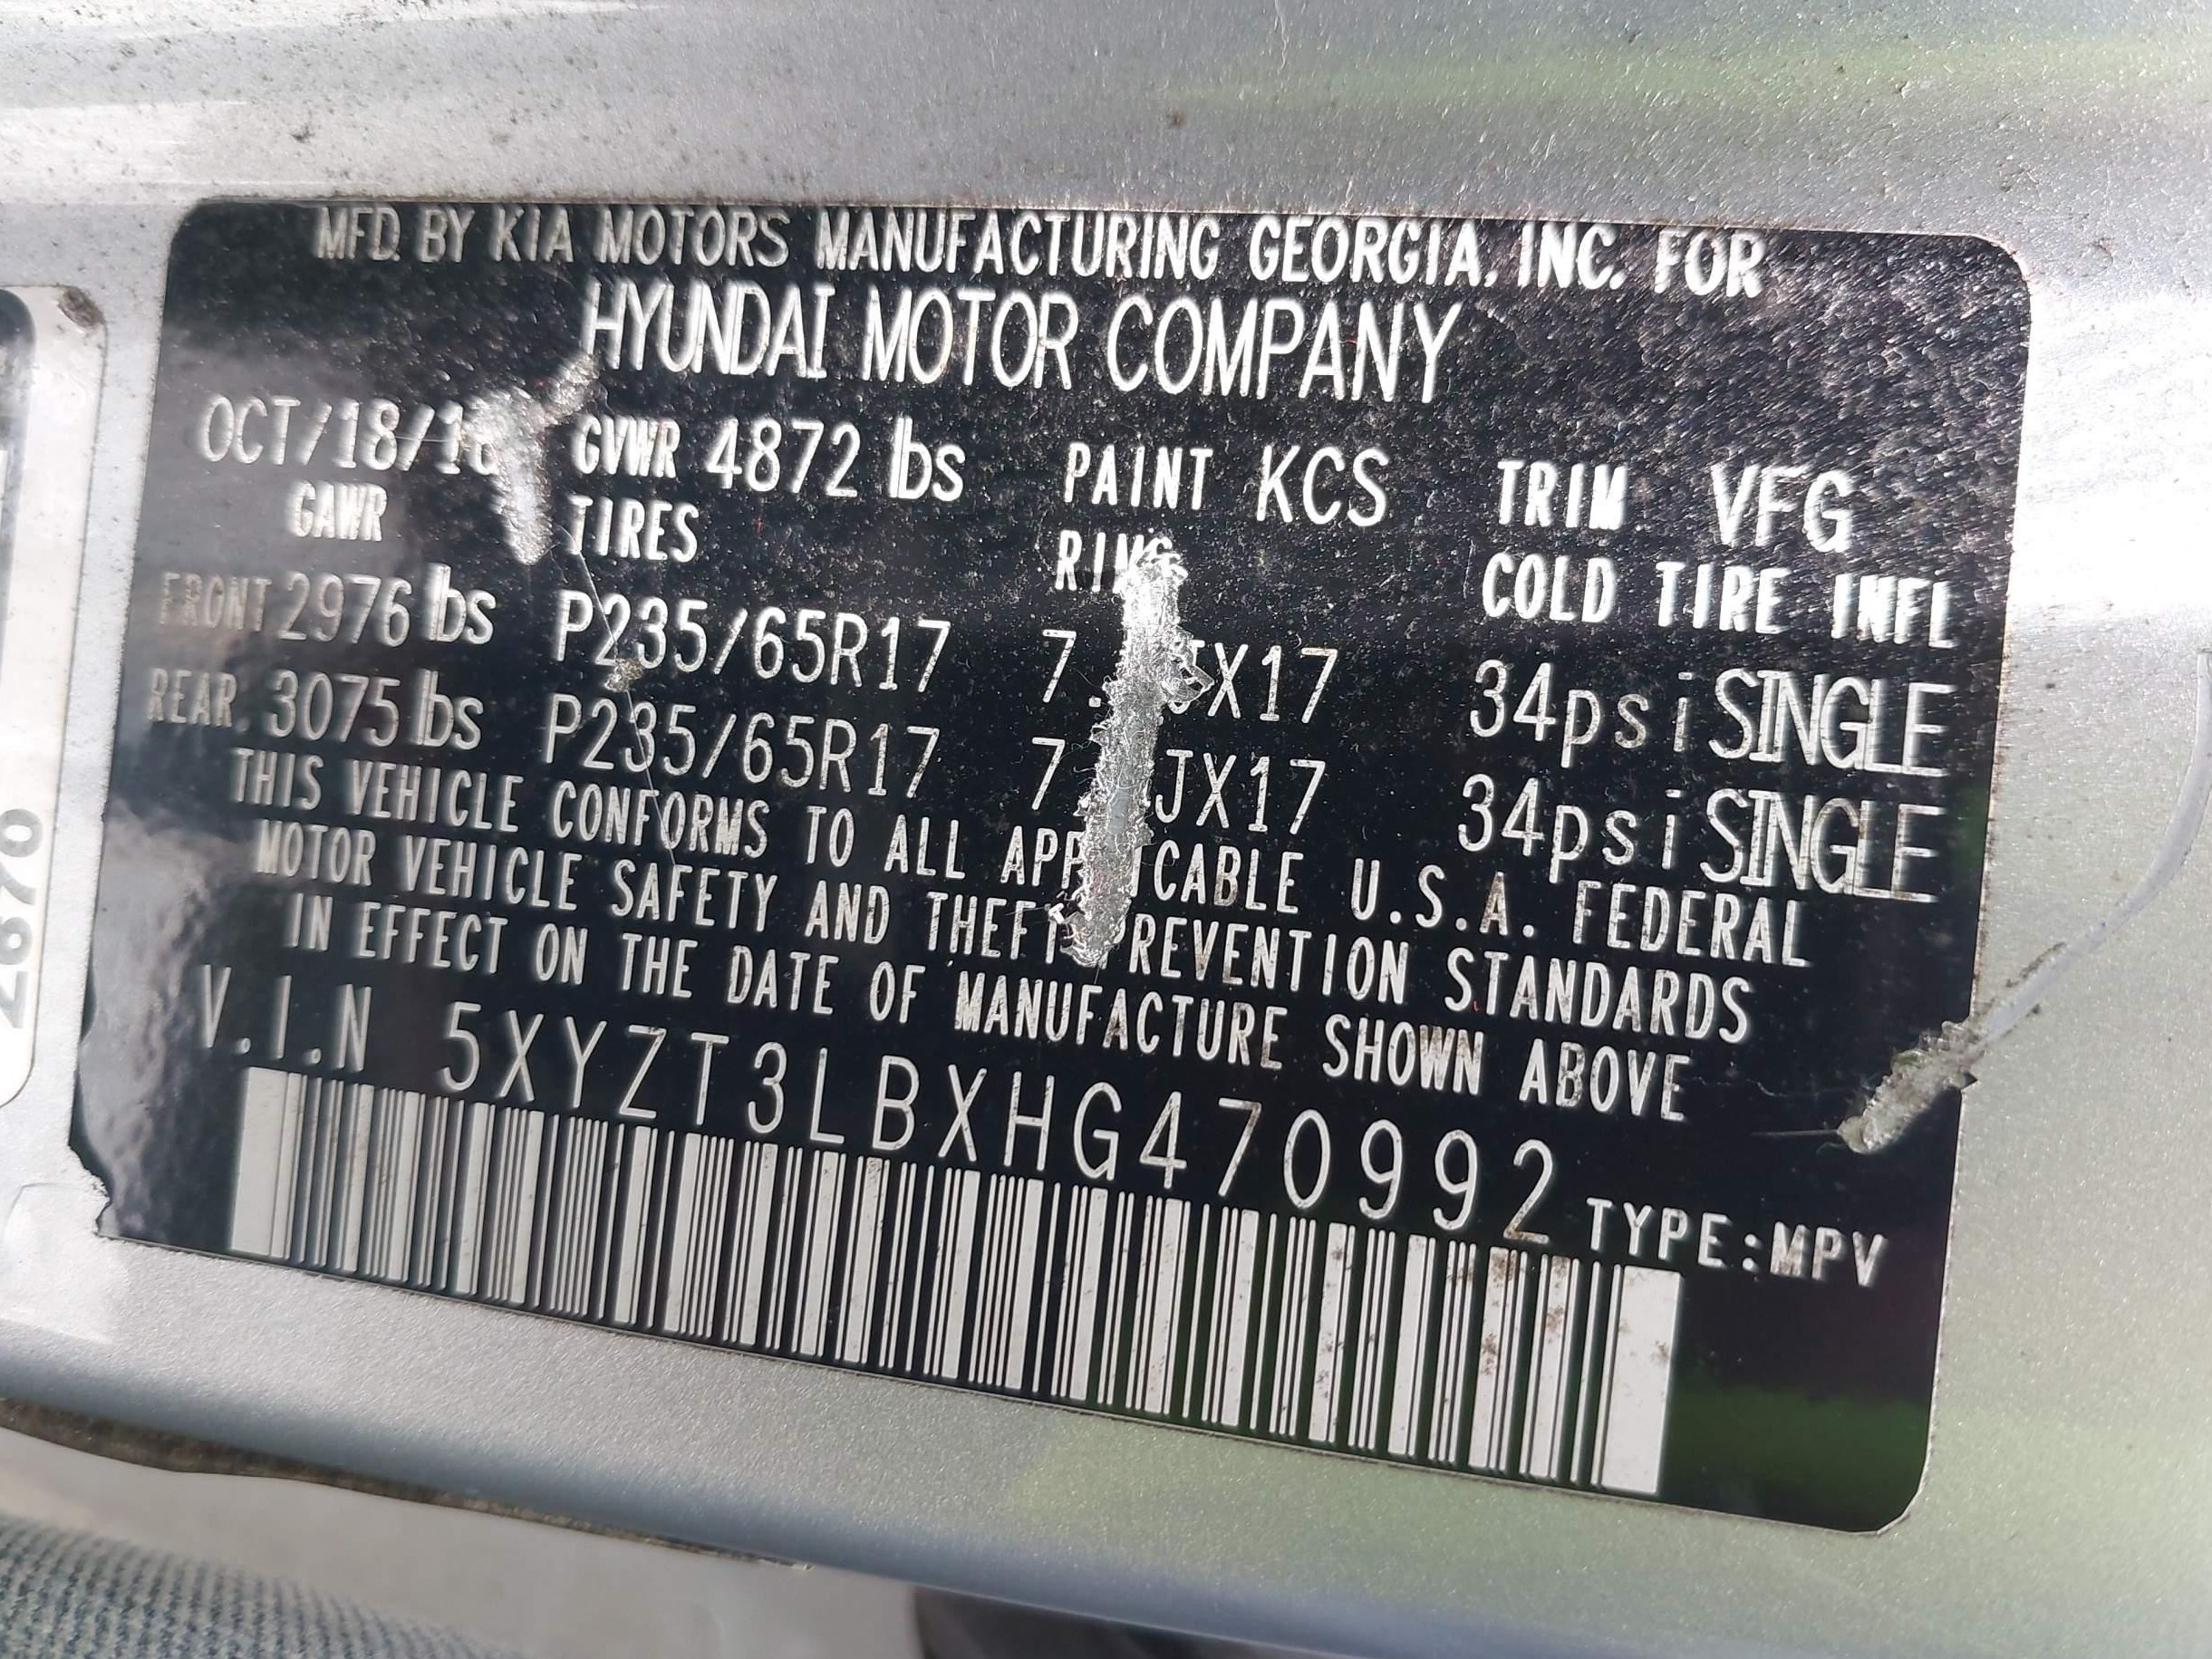 MFD. BY KIA MOTORS MANUFACTURING GEORGIA, INC. FOR
HYUNDAI MOTOR COMPANY
GVWR 4872 lbs PAINT KCS TRIM VFG
GAWR TIRES COLD TIRE INFL
FRONT 2976 lbs P235/65R17 34psi SINGLE
REAR. 3075 lbs P235/65R17 34psi SINGLE
THIS VEHICLE CONFORMS TO ALL U.S.A. FEDERAL
MOTOR VEHICLE SAFETY AND THEFT STANDARDS
IN EFFECT ON THE DATE OF MANUFACTURE SHOWN ABOVE
V.I.N 5XYZT3LBXHG470992 TYPE:MPV
2870